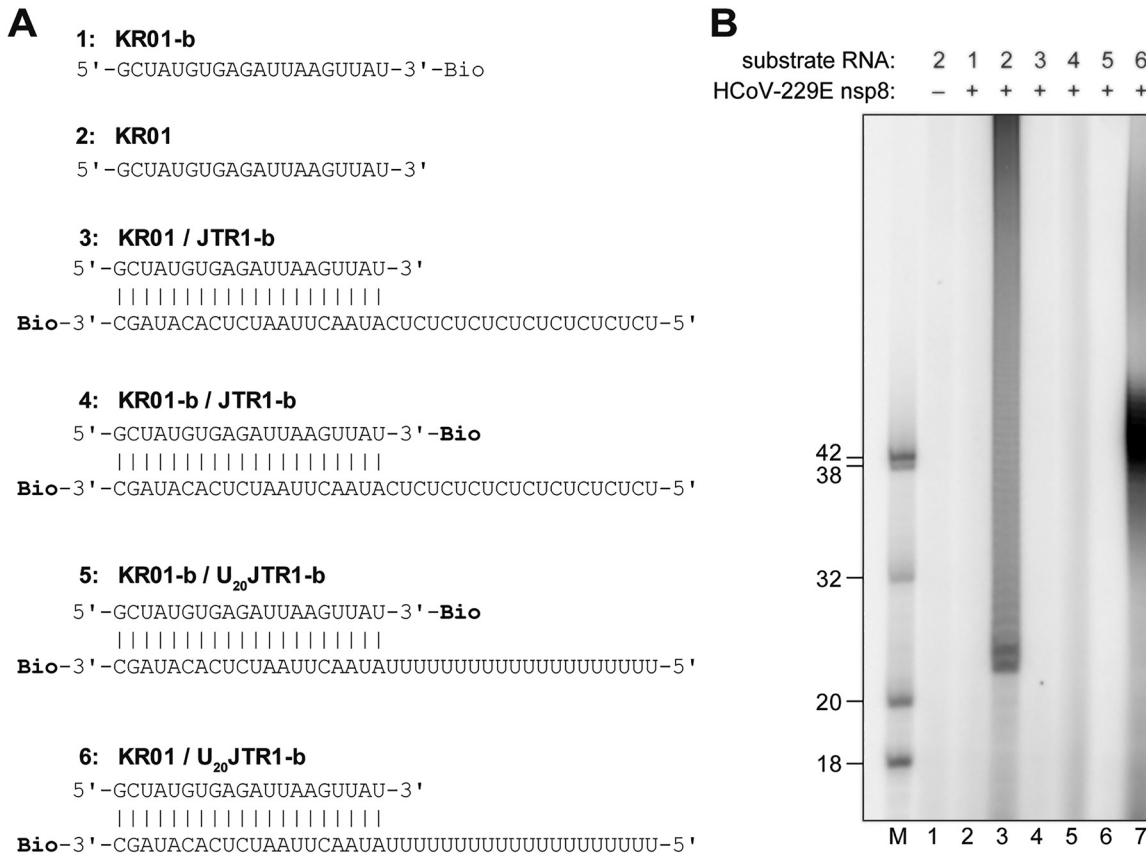 A
1: KR01-b
5'-GCUAUGUGAGAUUAAGUUAU-3'-Bio
2: KR01
5'-GCUAUGUGAGAUUAAGUUAU-3'
3: KR01 / JTR1-b
5'-GCUAUGUGAGAUUAAGUUAU-3'
Bio-3'-CGAUACACUCUAAUUCAAUACUCUCUCUCUCUCUCUCUCU-5'
4: KR01-b / JTR1-b
5'-GCUAUGUGAGAUUAAGUUAU-3'-Bio
Bio-3'-CGAUACACUCUAAUUCAAUACUCUCUCUCUCUCUCUCUCU-5'
5: KR01-b / U20JTR1-b
5'-GCUAUGUGAGAUUAAGUUAU-3'-Bio
Bio-3'-CGAUACACUCUAAUUCAAUAUUUUUUUUUUUUUUUUUUUU-5'
6: KR01 / U20JTR1-b
5'-GCUAUGUGAGAUUAAGUUAU-3'
Bio-3'-CGAUACACUCUAAUUCAAUAUUUUUUUUUUUUUUUUUUUU-5'
B
substrate RNA: 2 1 2 3 4 5 6
HCoV-229E nsp8: – + + + + + +
42
38
32
20
18
M 1 2 3 4 5 6 7